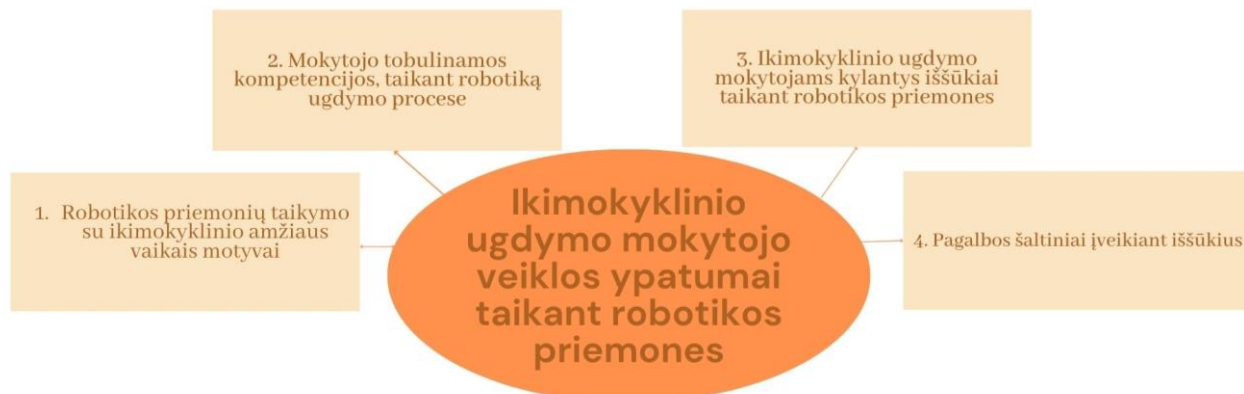 2. Mokytojo tobulinamos
kompetencijos, taikant robotiką
ugdymo procese
3. Ikimokyklinio ugdymo
mokytojams kylantys iššūkiai
taikant robotikos priemones
1. Robotikos priemonių taikymo
su ikimokyklinio amžiaus
vaikais motyvai
Ikimokyklinio
ugdymo mokytojo
veiklos ypatumai
taikant robotikos
priemones
4. Pagalbos šaltiniai įveikiant iššūkius